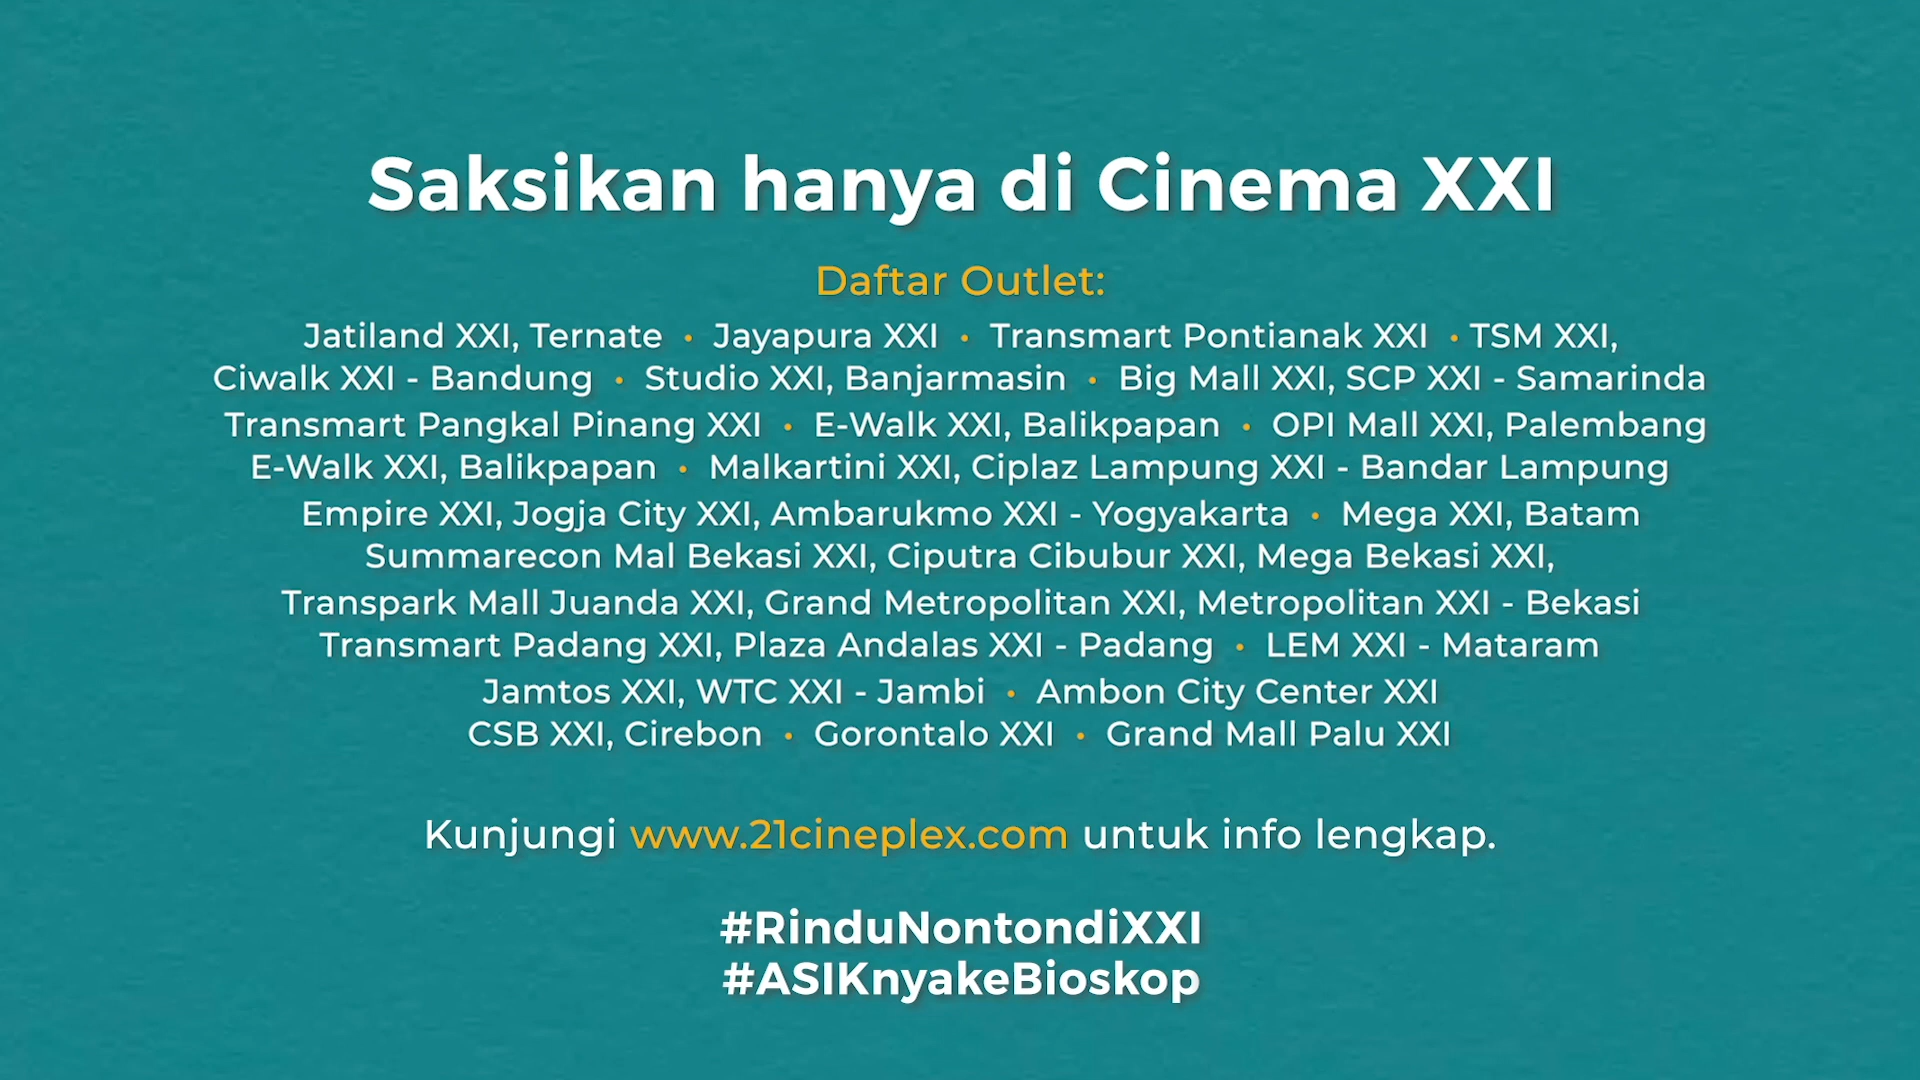 Saksikan hanya di Cinema XXI
Daftar Outlet:
Jatiland XXI, Ternate • Jayapura XXI • Transmart Pontianak XXI • TSM XXI,
Ciwalk XXI - Bandung • Studio XXI, Banjarmasin • Big Mall XXI, SCP XXI - Samarinda
Transmart Pangkal Pinang XXI • E-Walk XXI, Balikpapan • OPI Mall XXI, Palembang
E-Walk XXI, Balikpapan • Malkartini XXI, Ciplaz Lampung XXI - Bandar Lampung
Empire XXI, Jogja City XXI, Ambarukmo XXI - Yogyakarta • Mega XXI, Batam
Summarecon Mal Bekasi XXI, Ciputra Cibubur XXI, Mega Bekasi XXI,
Transpark Mall Juanda XXI, Grand Metropolitan XXI, Metropolitan XXI - Bekasi
Transmart Padang XXI, Plaza Andalas XXI - Padang • LEM XXI - Mataram
Jamtos XXI, WTC XXI - Jambi • Ambon City Center XXI
CSB XXI, Cirebon • Gorontalo XXI • Grand Mall Palu XXI
Kunjungi www.21cineplex.com untuk info lengkap.
#RinduNontondiXXI
#ASIKnyakeBioskop